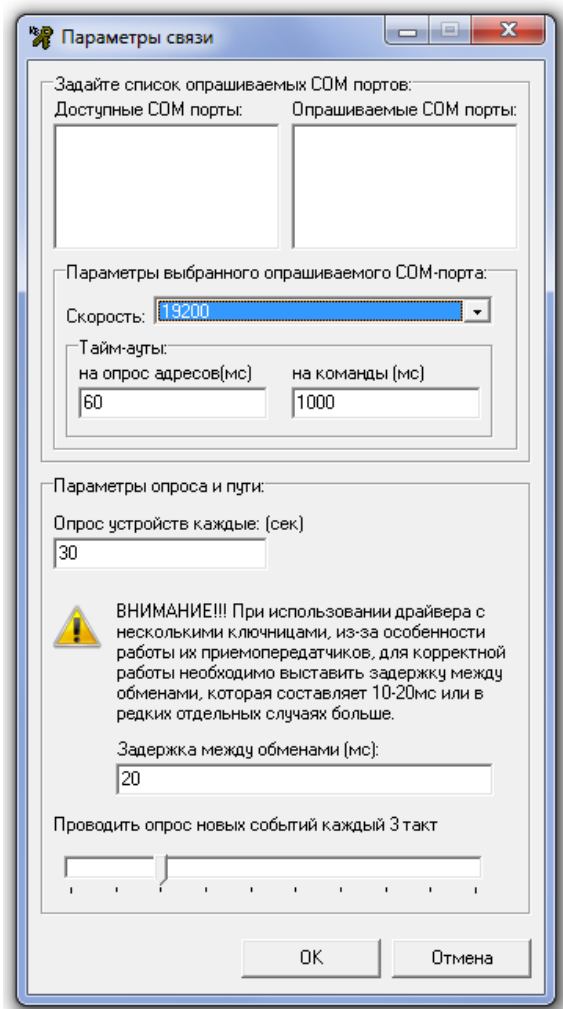 Параметры связи
Задайте список опрашиваемых COM портов:
Доступные COM порты:
Опрашиваемые COM порты:
Параметры выбранного опрашиваемого COM-порта:
Скорость: 19200
Тайм-ауты:
на опрос адресов(мс)
на команды (мс)
60
1000
Параметры опроса и пути:
Опрос устройств каждые: (сек)
30
ВНИМАНИЕ!!! При использовании драйвера с
несколькими ключницами, из-за особенности
работы их приемопередатчиков, для корректной
работы необходимо выставить задержку между
обменами, которая составляет 10-20мс или в
редких отдельных случаях больше.
Задержка между обменами (мс):
20
Проводить опрос новых событий каждый 3 такт
OK
Отмена